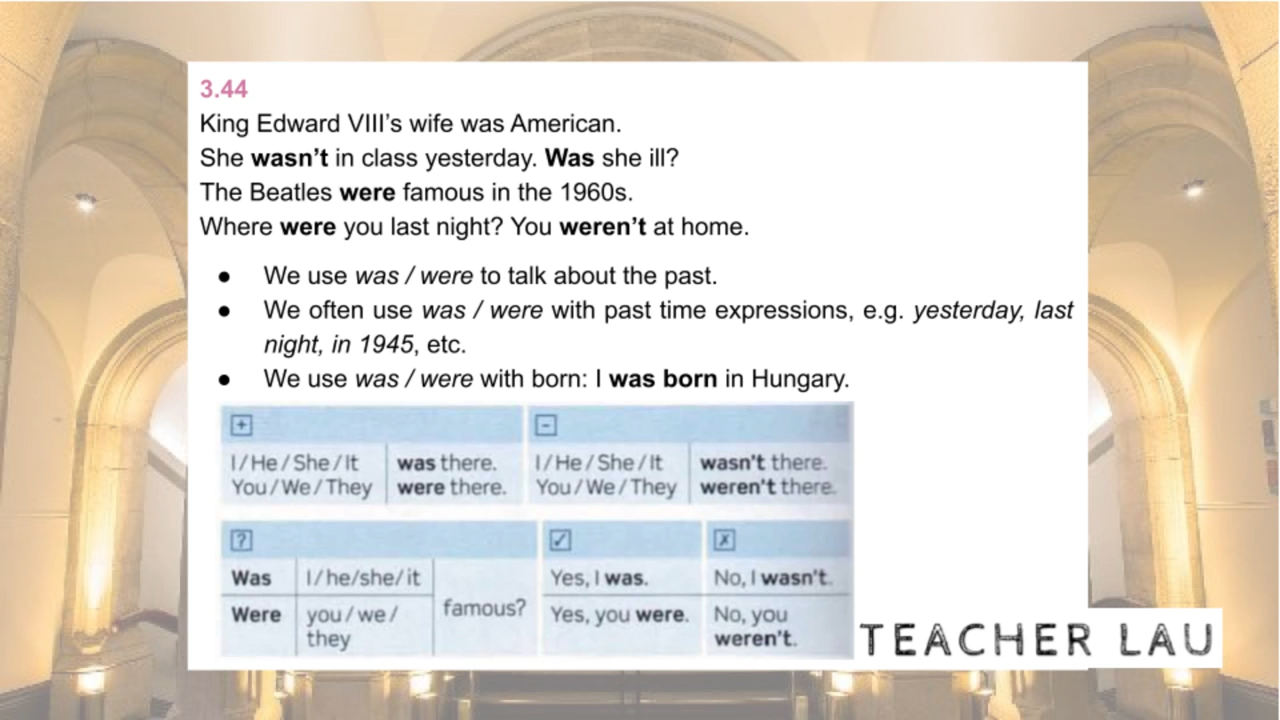 3.44
King Edward VIII's wife was American.
She wasn't in class yesterday. Was she ill?
The Beatles were famous in the 1960s.
Where were you last night? You weren't at home.
● We use was / were to talk about the past.
● We often use was / were with past time expressions, e.g. yesterday, last
night, in 1945, etc.
● We use was / were with born: I was born in Hungary.
+ -
I/He/She/It was there. I/He/She/It wasn't there.
You/We/They were there. You/We/They weren't there.
? ✓ ✗
Was I/he/she/it Yes, I was. No, I wasn't.
famous?
Were you/we/ Yes, you were. No, you
they weren't.
TEACHER LAU